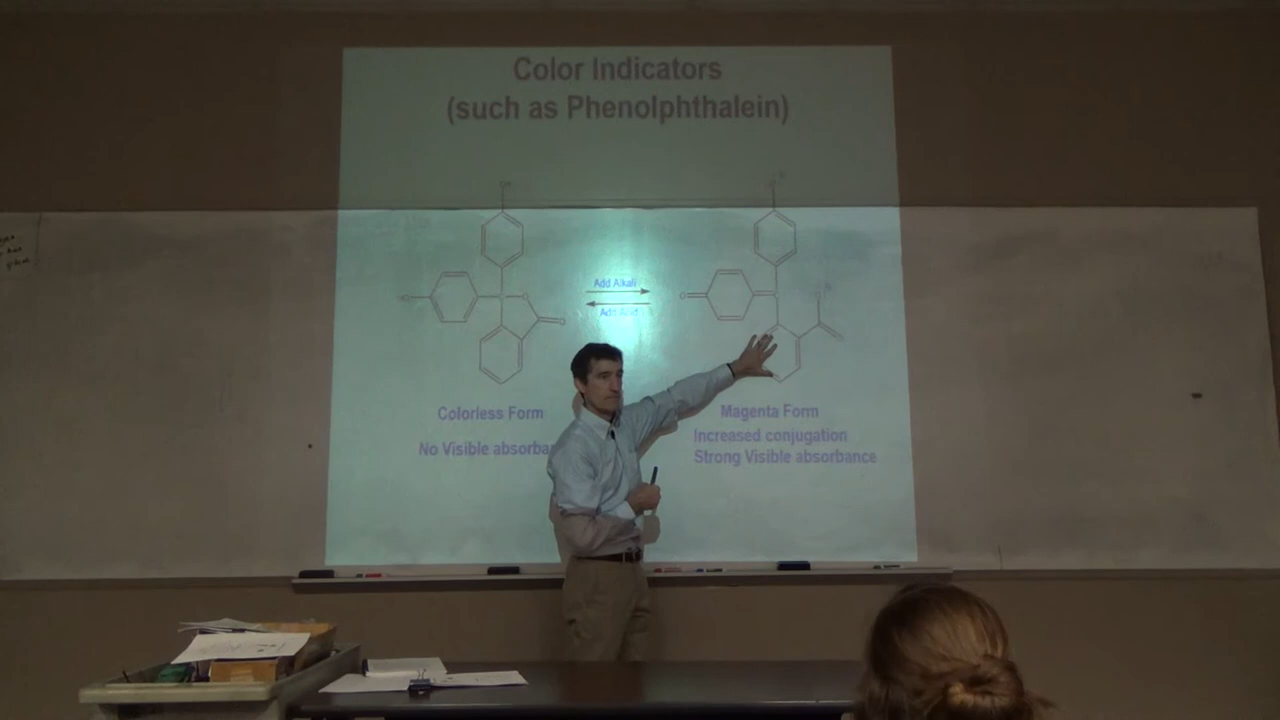 Color Indicators
(such as Phenolphthalein)
Add Alkali
Add Acid
Colorless Form
No Visible absorba
Magenta Form
Increased conjugation
Strong Visible absorbance